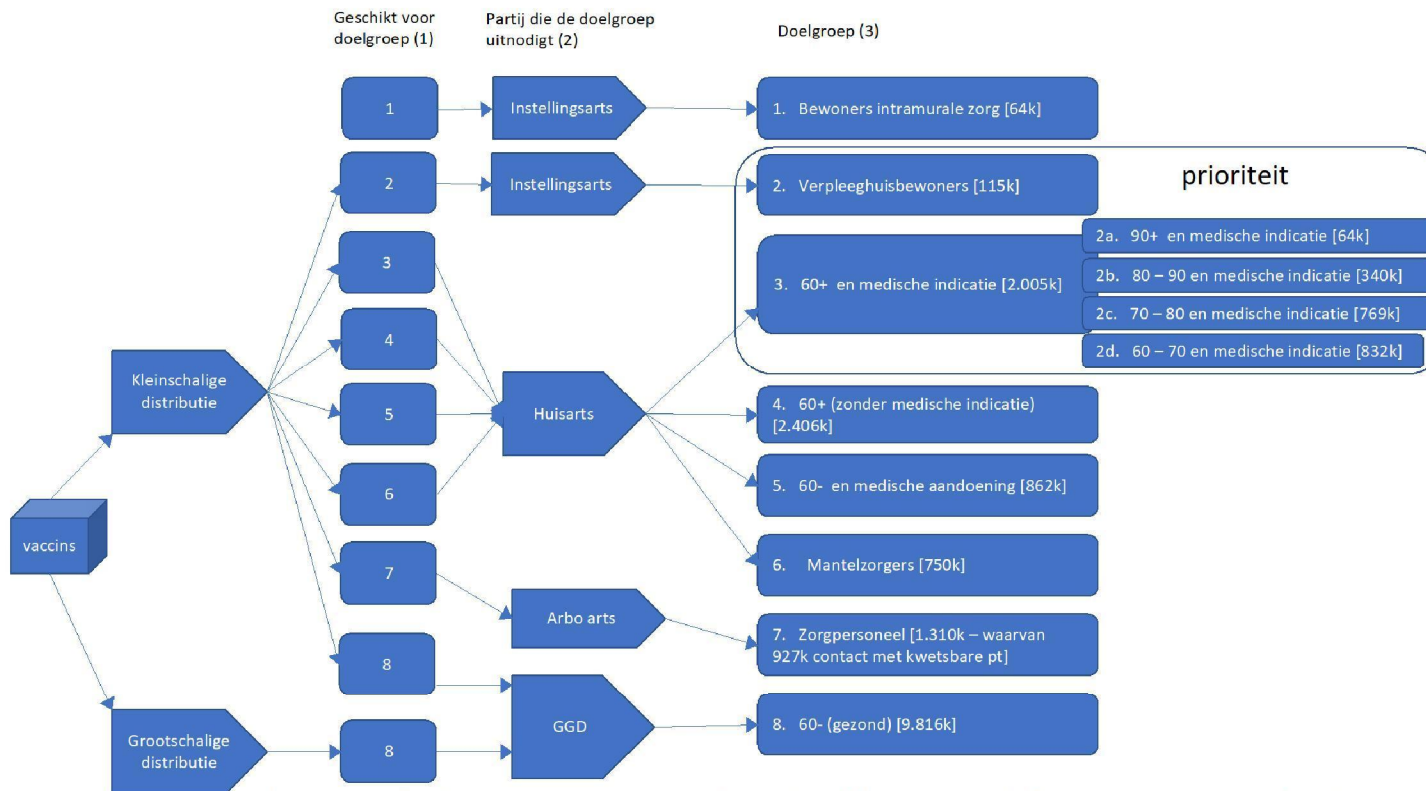 Geschikt voor
doelgroep (1)
Partij die de doelgroep
uitnodigt (2)
Doelgroep (3)
1
Instellingsarts
1. Bewoners intramurale zorg [64k]
2
Instellingsarts
2. Verpleeghuisbewoners [115k]
prioriteit
3
3. 60+ en medische indicatie [2.005k]
2a. 90+ en medische indicatie [64k]
2b. 80 – 90 en medische indicatie [340k]
2c. 70 – 80 en medische indicatie [769k]
2d. 60 – 70 en medische indicatie [832k]
4
Kleinschalige
distributie
5
Huisarts
4. 60+ (zonder medische indicatie)
[2.406k]
6
5. 60- en medische aandoening [862k]
vaccins
7
6. Mantelzorgers [750k]
Arbo arts
7. Zorgpersoneel [1.310k – waarvan
927k contact met kwetsbare pt]
8
GGD
8. 60- (gezond) [9.816k]
Grootschalige
distributie
8